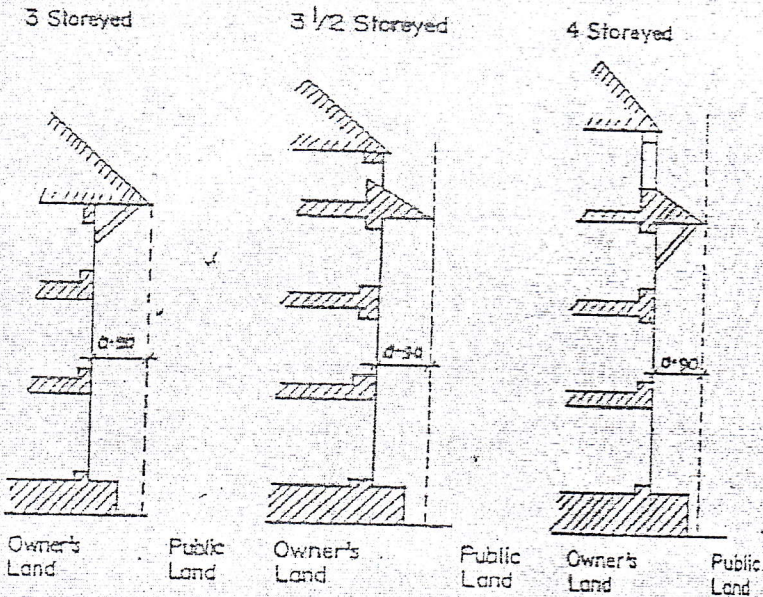 3 Storeyed
3 1/2 Storeyed
4 Storeyed
0-90
0-90
0-90
Owner's
Land
Public
Land
Owner's
Land
Public
Land
Owner's
Land
Public
Land